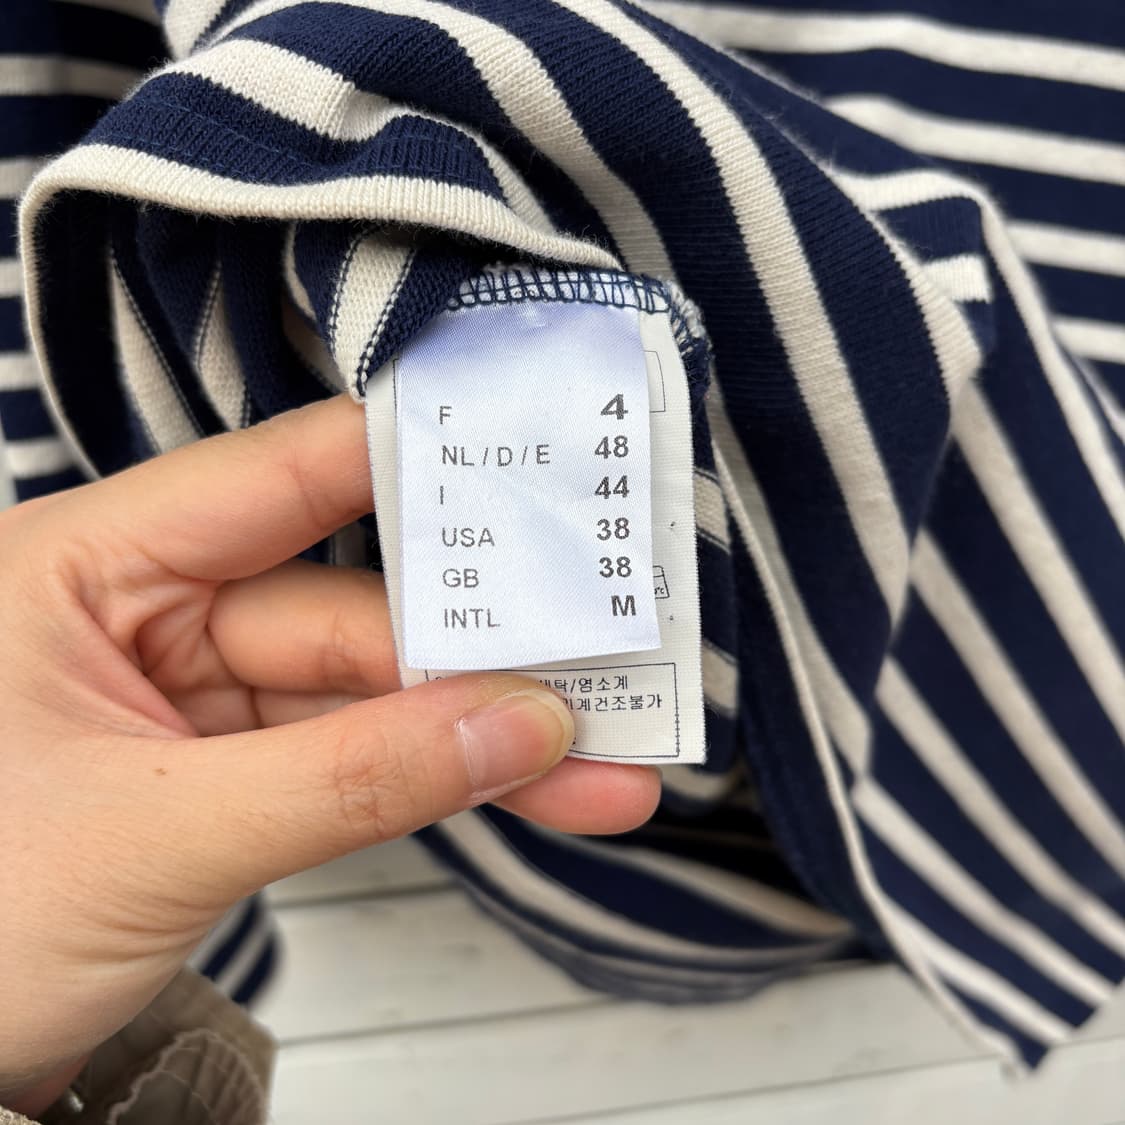 F 4
NL / D / E 48
I 44
USA 38
GB 38
INTL M
세탁/염소계
기계건조불가